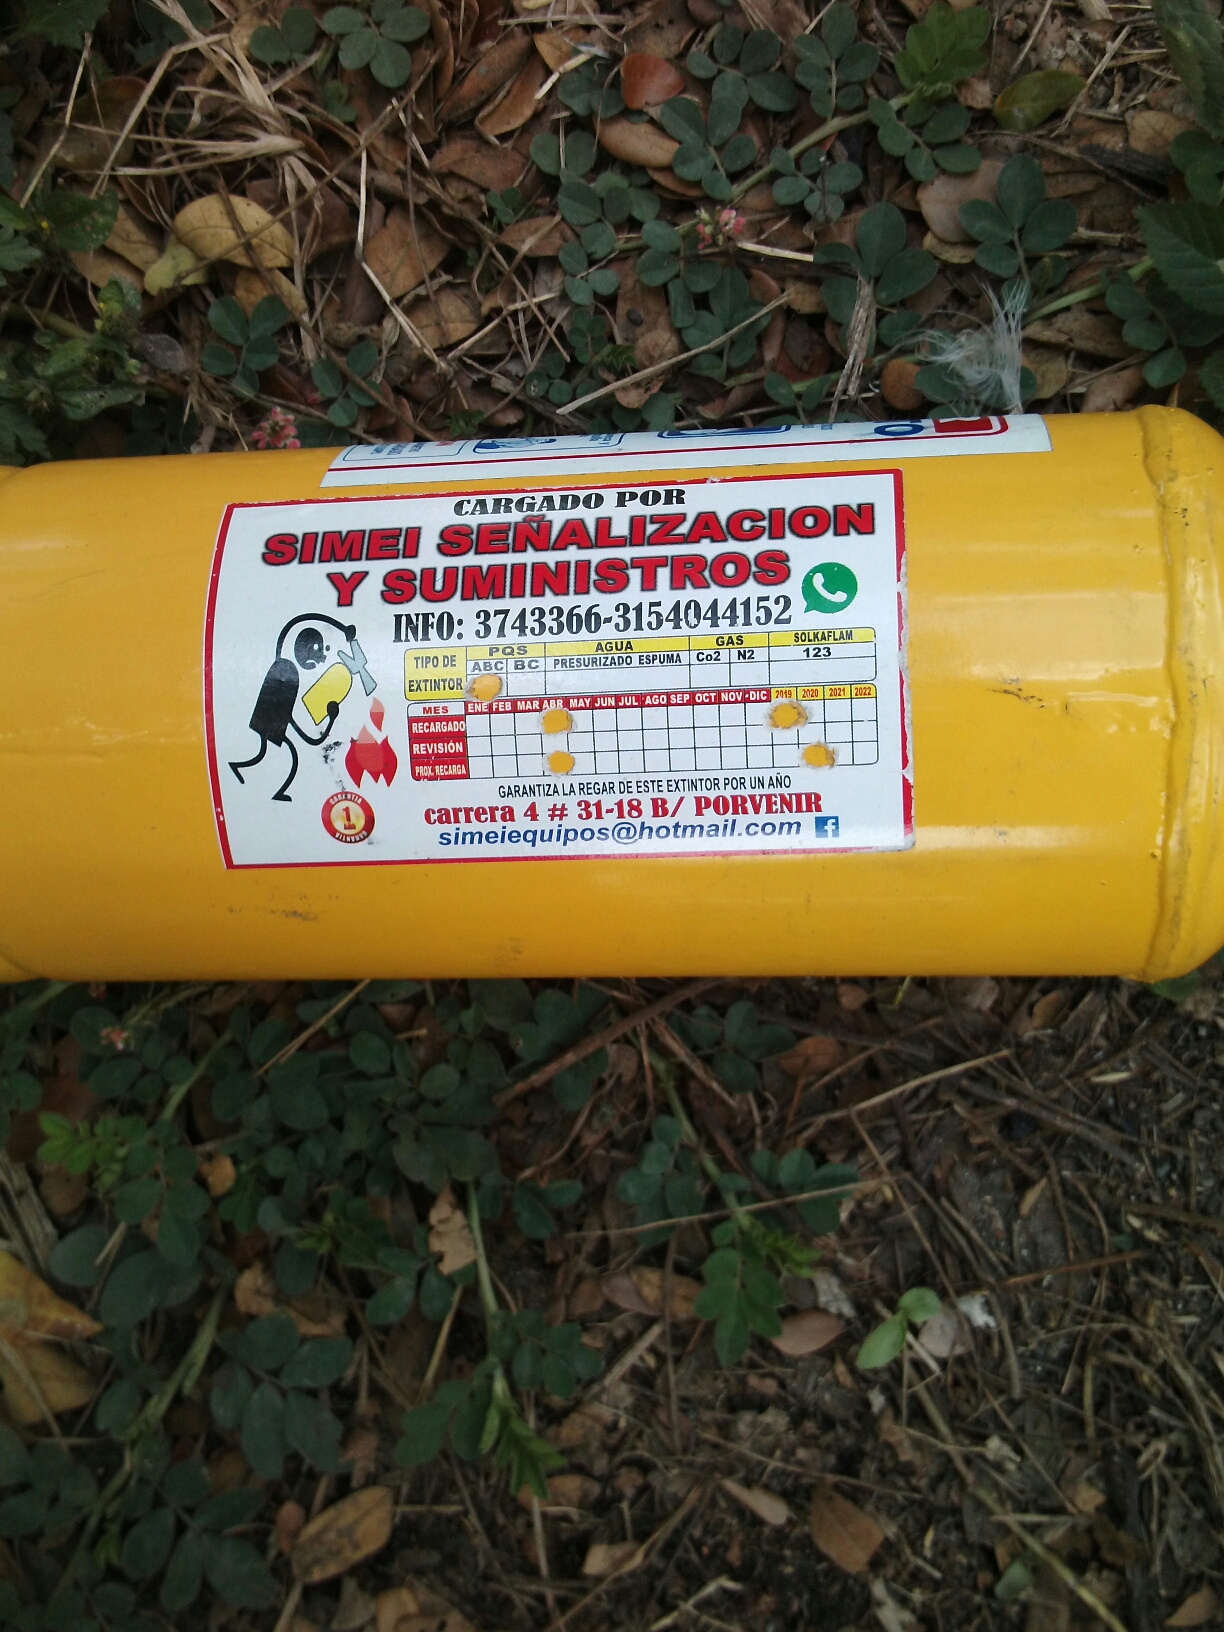 CARGADO POR
SIMEI SEÑALIZACION
Y SUMINISTROS
INFO: 3743366-3154044152
TIPO DE EXTINTOR PQS AGUA GAS SOLKAFLAM
ABC BC PRESURIZADO ESPUMA Co2 N2 123
MES ENE FEB MAR ABR MAY JUN JUL AGO SEP OCT NOV DIC 2019 2020 2021 2022
RECARGADO
REVISIÓN
PROX. RECARGA
GARANTIZA LA REGAR DE ESTE EXTINTOR POR UN AÑO
GARANTIA 1 GARANTIA
carrera 4 # 31-18 B/ PORVENIR
simeiequipos@hotmail.com f